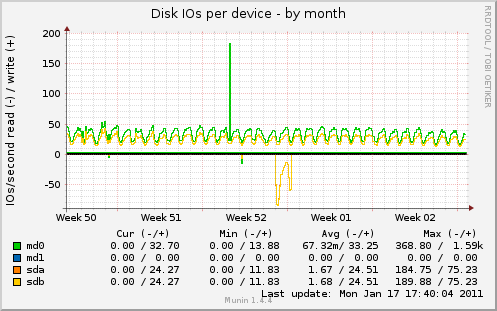 Disk IOs per device - by month
RRDTOOL / TOBI OETIKER
IOs/second read (-) / write (+)
200
150
100
50
0
-50
Week 50 Week 51 Week 52 Week 01 Week 02
Cur (-/+) Min (-/+) Avg (-/+) Max (-/+)
md0 0.00 / 32.70 0.00 / 13.88 67.32m/ 33.25 368.80 / 1.59k
md1 0.00 / 0.00 0.00 / 0.00 0.00 / 0.00 0.00 / 0.00
sda 0.00 / 24.27 0.00 / 11.83 1.67 / 24.51 184.75 / 75.23
sdb 0.00 / 24.27 0.00 / 11.83 1.67 / 24.51 189.88 / 75.23
Last update: Mon Jan 17 17:40:04 2011
Munin 1.4.4